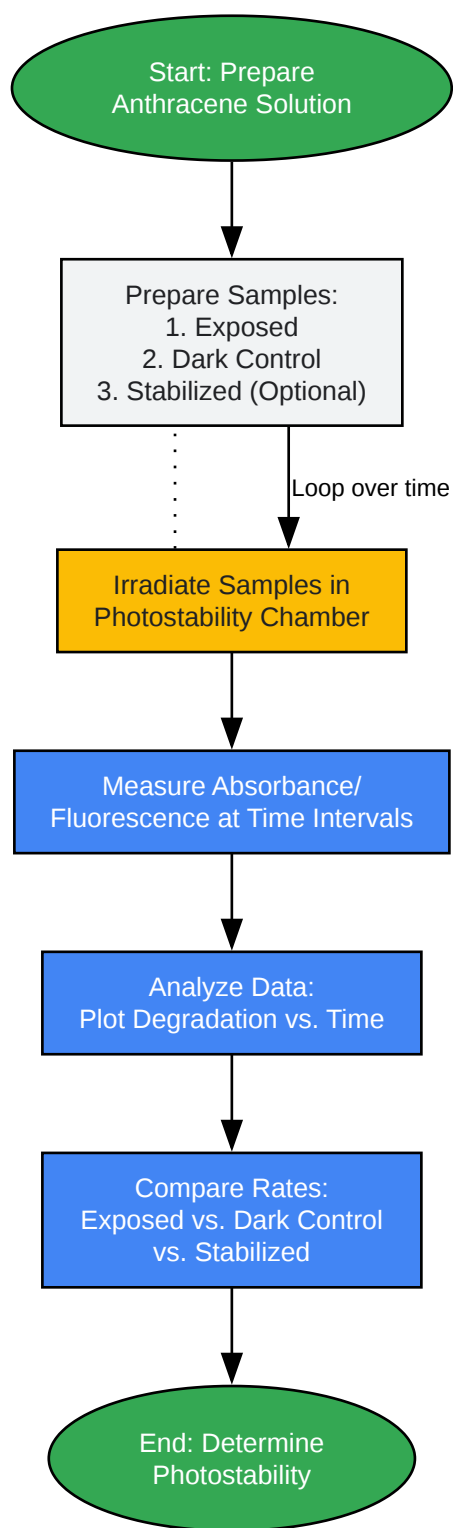 Start: Prepare
Anthracene Solution
Prepare Samples:
1. Exposed
2. Dark Control
3. Stabilized (Optional)
Loop over time
Irradiate Samples in
Photostability Chamber
Measure Absorbance/
Fluorescence at Time Intervals
Analyze Data:
Plot Degradation vs. Time
Compare Rates:
Exposed vs. Dark Control
vs. Stabilized
End: Determine
Photostability